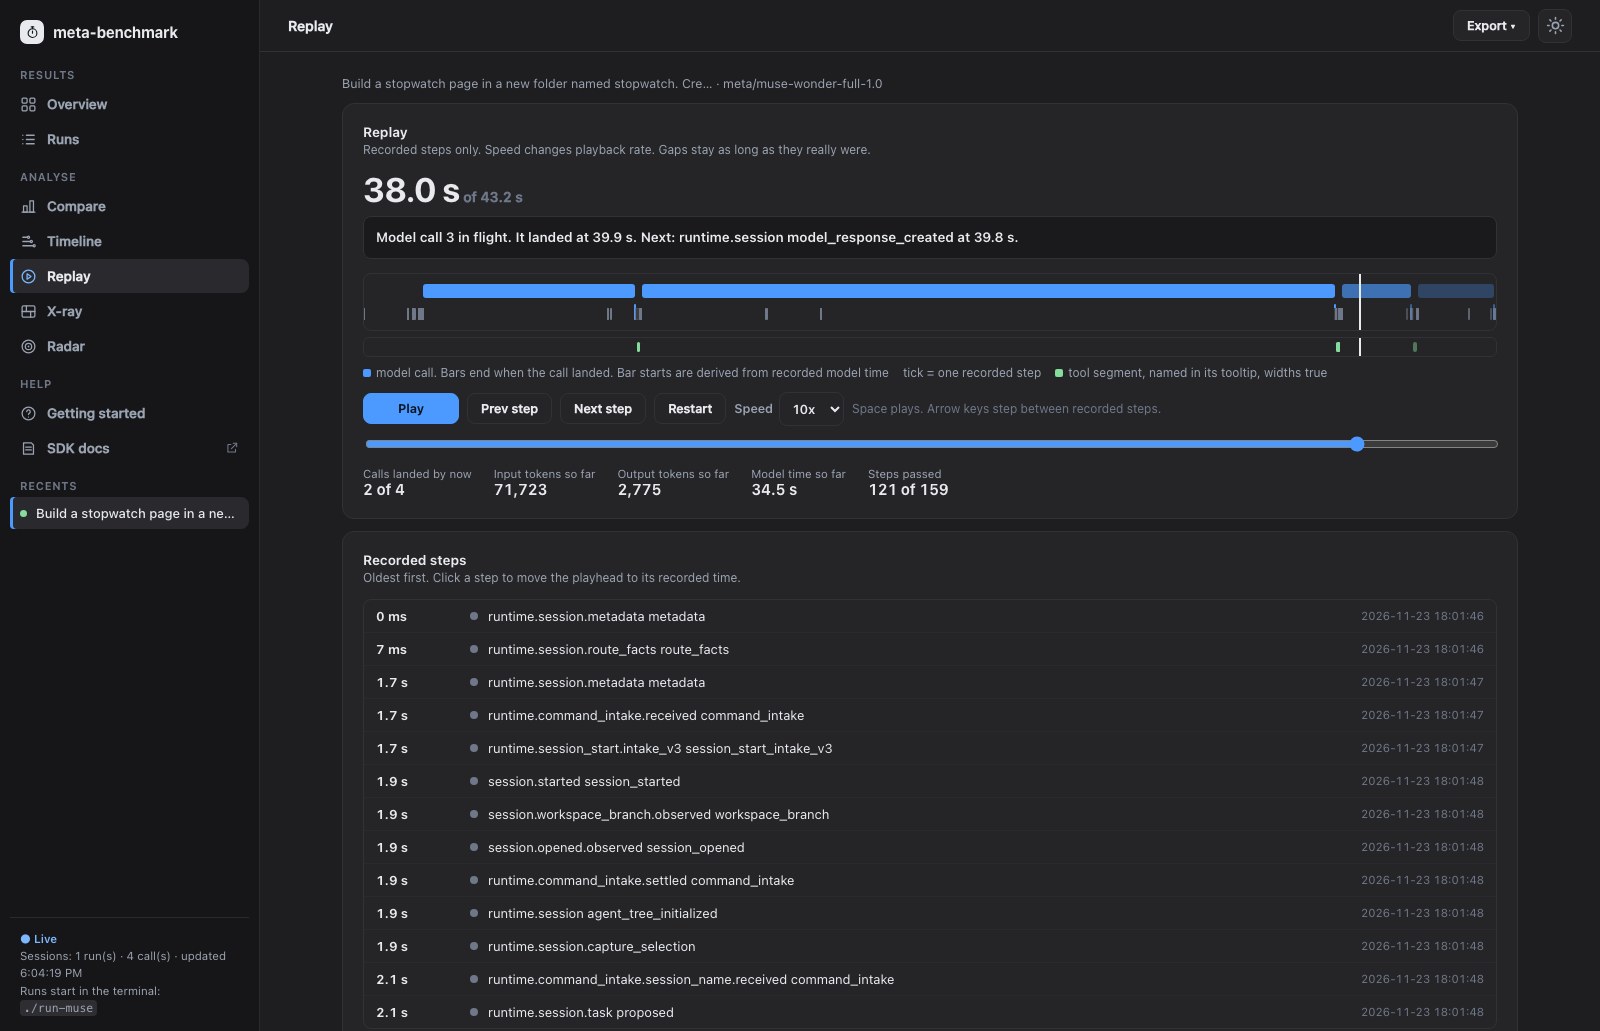 meta-benchmark
RESULTS
Overview
Runs
ANALYSE
Compare
Timeline
Replay
X-ray
Radar
HELP
Getting started
SDK docs
RECENTS
Build a stopwatch page in a ne...
Live
Sessions: 1 run(s) · 4 call(s) · updated
6:04:19 PM
Runs start in the terminal:
./run-muse
Replay
Export ▾
Build a stopwatch page in a new folder named stopwatch. Cre... · meta/muse-wonder-full-1.0
Replay
Recorded steps only. Speed changes playback rate. Gaps stay as long as they really were.
38.0 s of 43.2 s
Model call 3 in flight. It landed at 39.9 s. Next: runtime.session model_response_created at 39.8 s.
model call. Bars end when the call landed. Bar starts are derived from recorded model time tick = one recorded step tool segment, named in its tooltip, widths true
Play Prev step Next step Restart Speed 10x Space plays. Arrow keys step between recorded steps.
Calls landed by now Input tokens so far Output tokens so far Model time so far Steps passed
2 of 4 71,723 2,775 34.5 s 121 of 159
Recorded steps
Oldest first. Click a step to move the playhead to its recorded time.
0 ms runtime.session.metadata metadata 2026-11-23 18:01:46
7 ms runtime.session.route_facts route_facts 2026-11-23 18:01:46
1.7 s runtime.session.metadata metadata 2026-11-23 18:01:47
1.7 s runtime.command_intake.received command_intake 2026-11-23 18:01:47
1.7 s runtime.session_start.intake_v3 session_start_intake_v3 2026-11-23 18:01:47
1.9 s session.started session_started 2026-11-23 18:01:48
1.9 s session.workspace_branch.observed workspace_branch 2026-11-23 18:01:48
1.9 s session.opened.observed session_opened 2026-11-23 18:01:48
1.9 s runtime.command_intake.settled command_intake 2026-11-23 18:01:48
1.9 s runtime.session agent_tree_initialized 2026-11-23 18:01:48
1.9 s runtime.session.capture_selection 2026-11-23 18:01:48
2.1 s runtime.command_intake.session_name.received command_intake 2026-11-23 18:01:48
2.1 s runtime.session.task proposed 2026-11-23 18:01:48